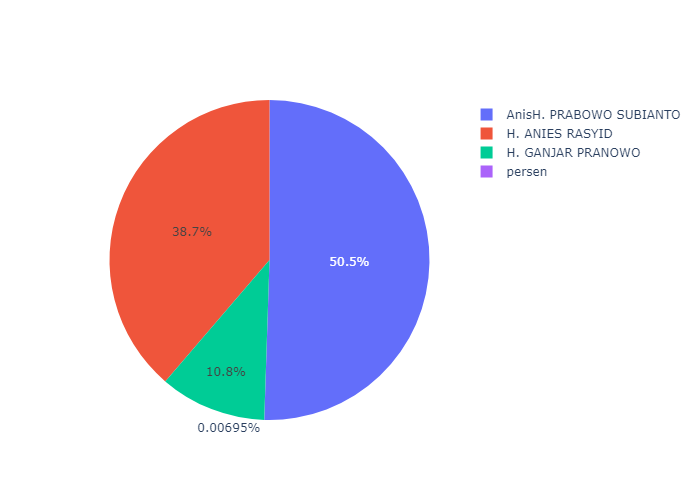 AnisH. PRABOWO SUBIANTO
H. ANIES RASYID
H. GANJAR PRANOWO
persen
38.7%
50.5%
10.8%
0.00695%